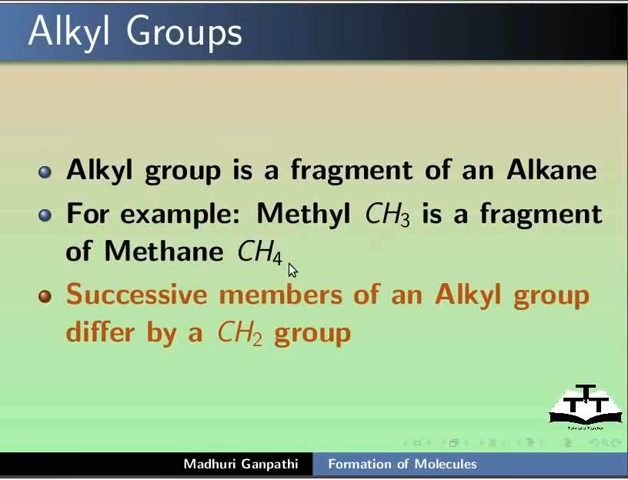 Alkyl Groups
Alkyl group is a fragment of an Alkane
For example: Methyl CH₃ is a fragment
of Methane CH₄
Successive members of an Alkyl group
differ by a CH₂ group
T
T T
Madhuri Ganpathi Formation of Molecules